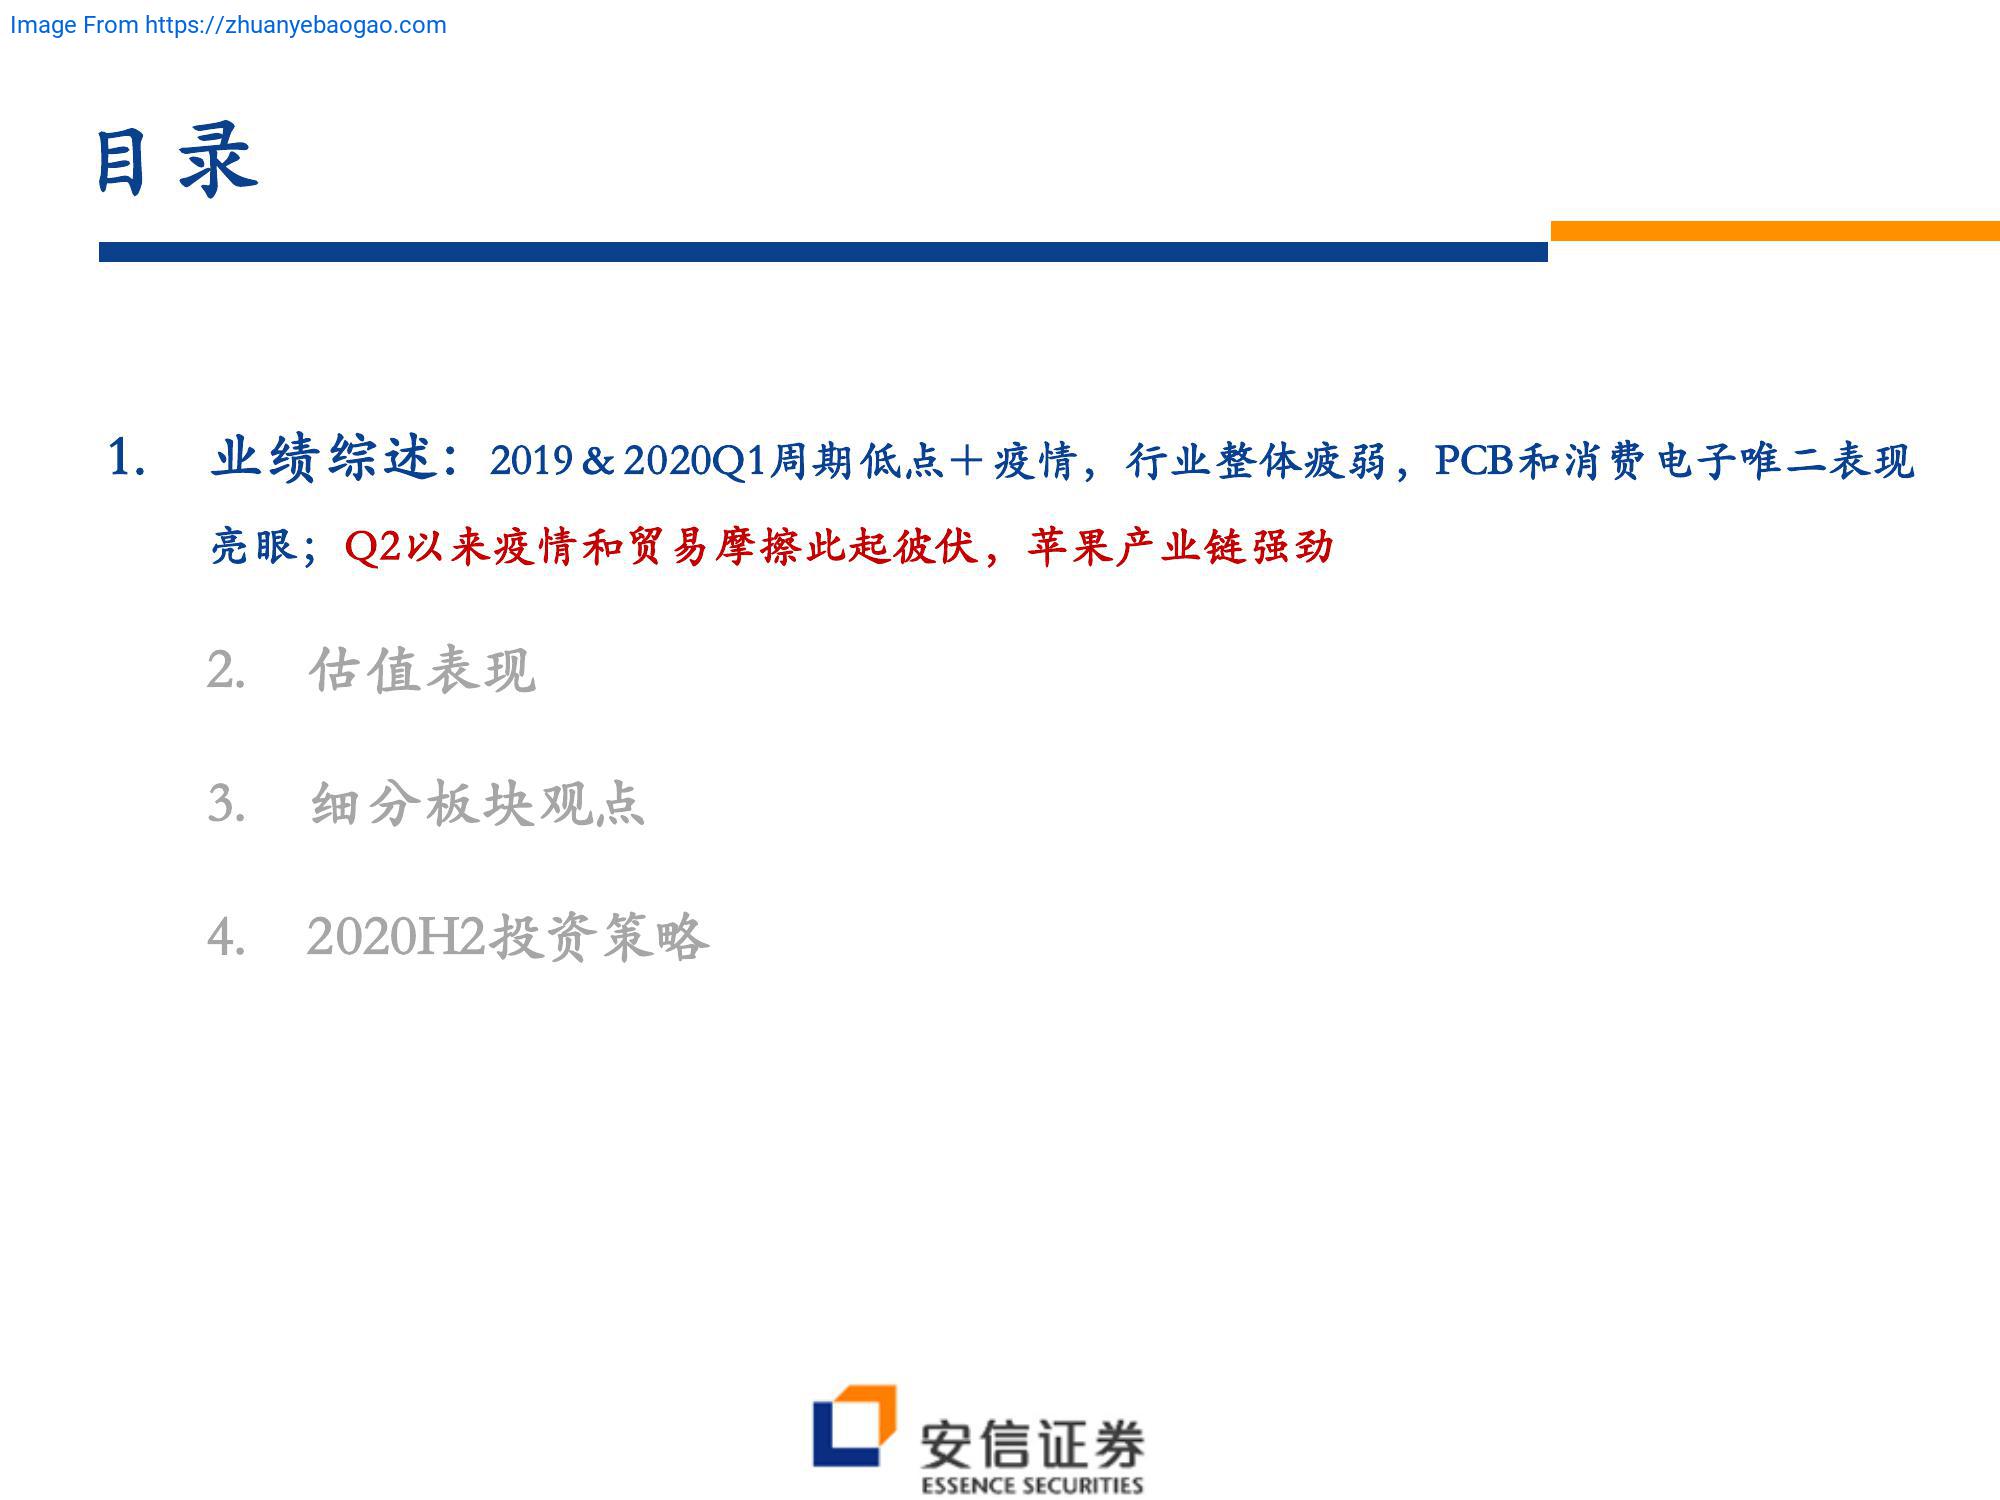 Image From https://zhuanyebaogao.com
目录
1. 业绩综述：2019 & 2020Q1周期低点＋疫情，行业整体疲弱，PCB和消费电子唯二表现
亮眼；Q2以来疫情和贸易摩擦此起彼伏，苹果产业链强劲
2. 估值表现
3. 细分板块观点
4. 2020H2投资策略
安信证券
ESSENCE SECURITIES